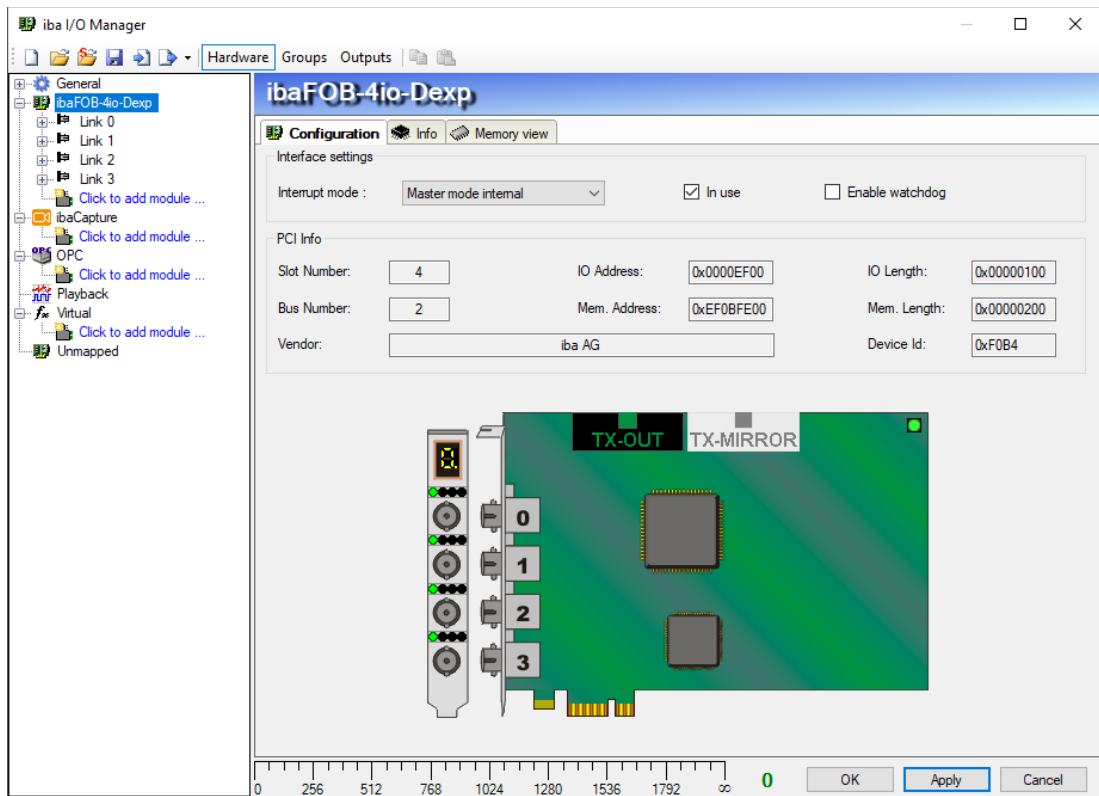 iba I/O Manager
Hardware Groups Outputs
General
ibaFOB-4io-Dexp
Link 0
Link 1
Link 2
Link 3
Click to add module ...
ibaCapture
Click to add module ...
OPC
OPC
Click to add module ...
Playback
fx Virtual
Click to add module ...
Unmapped
ibaFOB-4io-Dexp
Configuration Info Memory view
Interface settings
Interrupt mode : Master mode internal In use Enable watchdog
PCI Info
Slot Number: 4 IO Address: 0x0000EF00 IO Length: 0x00000100
Bus Number: 2 Mem. Address: 0xEF0BFE00 Mem. Length: 0x00000200
Vendor: iba AG Device Id: 0xF0B4
TX-OUT TX-MIRROR
8.
0
1
2
3
0 256 512 768 1024 1280 1536 1792 ∞
0 OK Apply Cancel